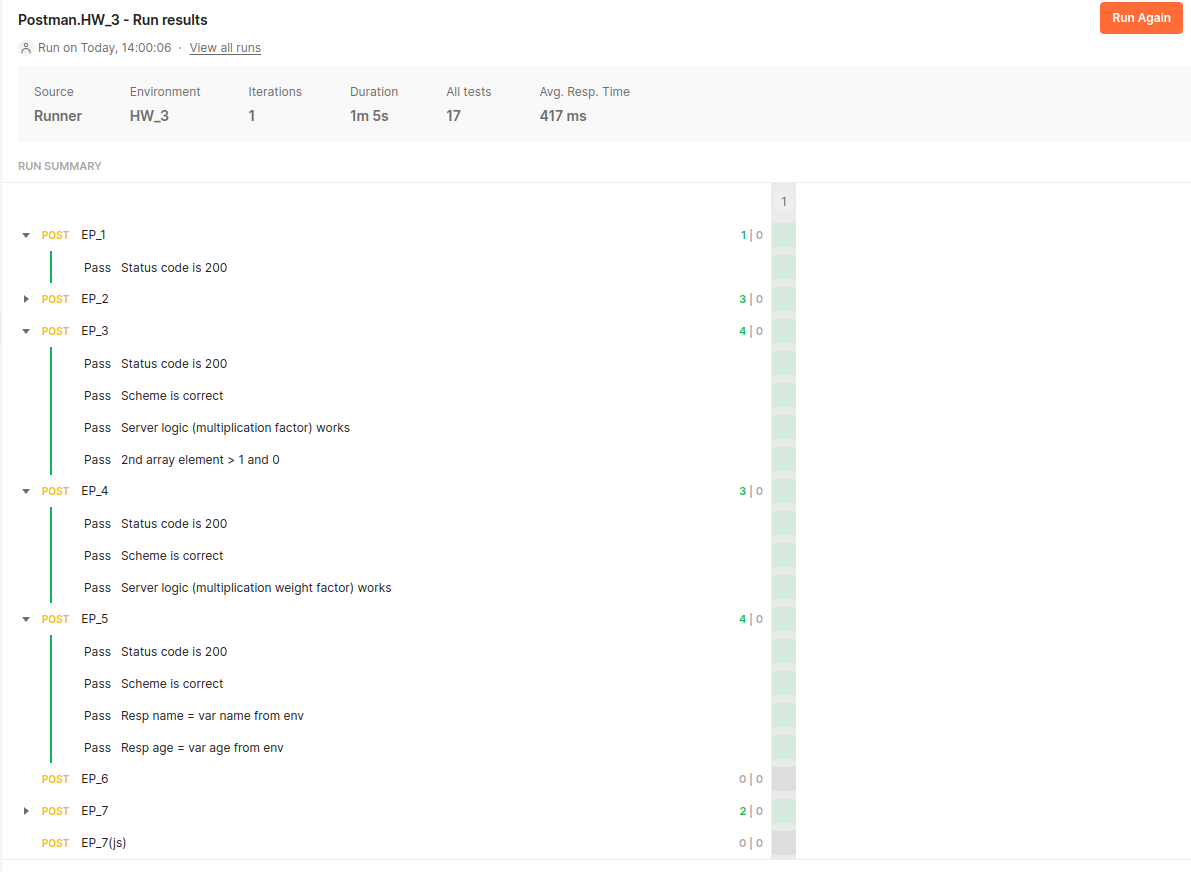 Postman.HW_3 - Run results
Run Again
Run on Today, 14:00:06 · View all runs
Source Environment Iterations Duration All tests Avg. Resp. Time
Runner HW_3 1 1m 5s 17 417 ms
RUN SUMMARY
1
POST EP_1 1 | 0
Pass Status code is 200
POST EP_2 3 | 0
POST EP_3 4 | 0
Pass Status code is 200
Pass Scheme is correct
Pass Server logic (multiplication factor) works
Pass 2nd array element > 1 and 0
POST EP_4 3 | 0
Pass Status code is 200
Pass Scheme is correct
Pass Server logic (multiplication weight factor) works
POST EP_5 4 | 0
Pass Status code is 200
Pass Scheme is correct
Pass Resp name = var name from env
Pass Resp age = var age from env
POST EP_6 0 | 0
POST EP_7 2 | 0
POST EP_7(js) 0 | 0